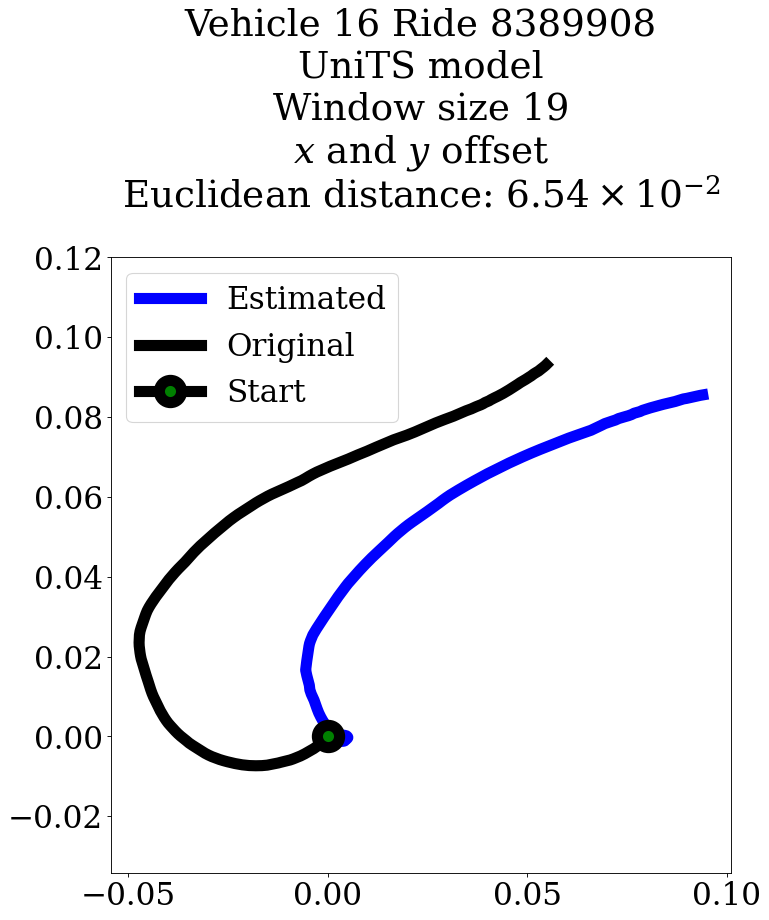 Vehicle 16 Ride 8389908
UniTS model
Window size 19
x and y offset
Euclidean distance: 6.54 × 10⁻²
0.12
0.10
0.08
0.06
0.04
0.02
0.00
−0.02
Estimated
Original
Start
−0.05
0.00
0.05
0.10